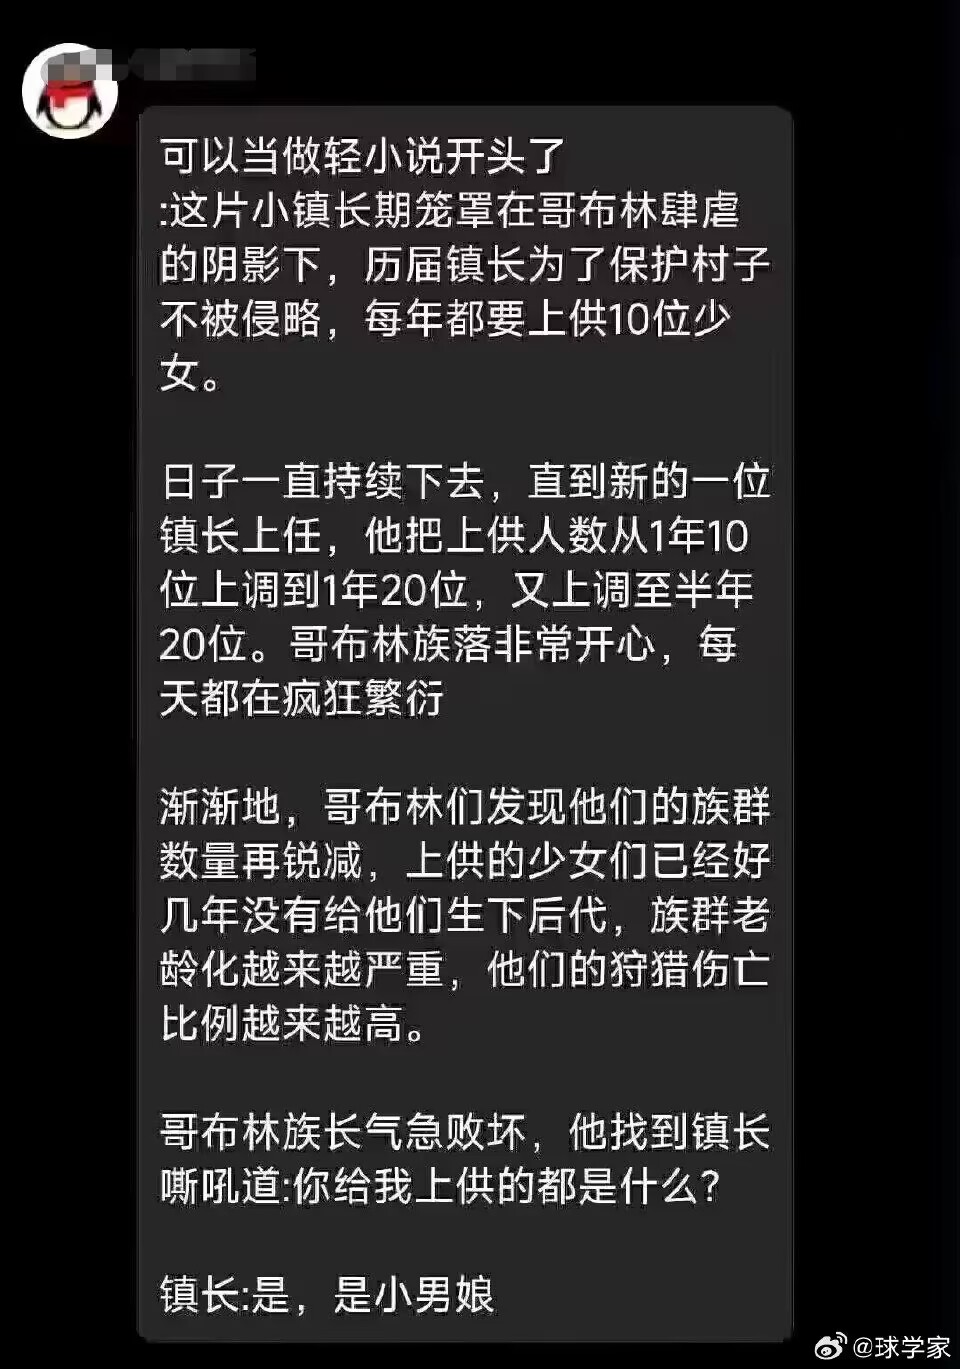 可以当做轻小说开头了
:这片小镇长期笼罩在哥布林肆虐
的阴影下，历届镇长为了保护村子
不被侵略，每年都要上供10位少
女。
日子一直持续下去，直到新的一位
镇长上任，他把上供人数从1年10
位上调到1年20位，又上调至半年
20位。哥布林族落非常开心，每
天都在疯狂繁衍
渐渐地，哥布林们发现他们的族群
数量再锐减，上供的少女们已经好
几年没有给他们生下后代，族群老
龄化越来越严重，他们的狩猎伤亡
比例越来越高。
哥布林族长气急败坏，他找到镇长
嘶吼道:你给我上供的都是什么?
镇长:是，是小男娘
@球学家